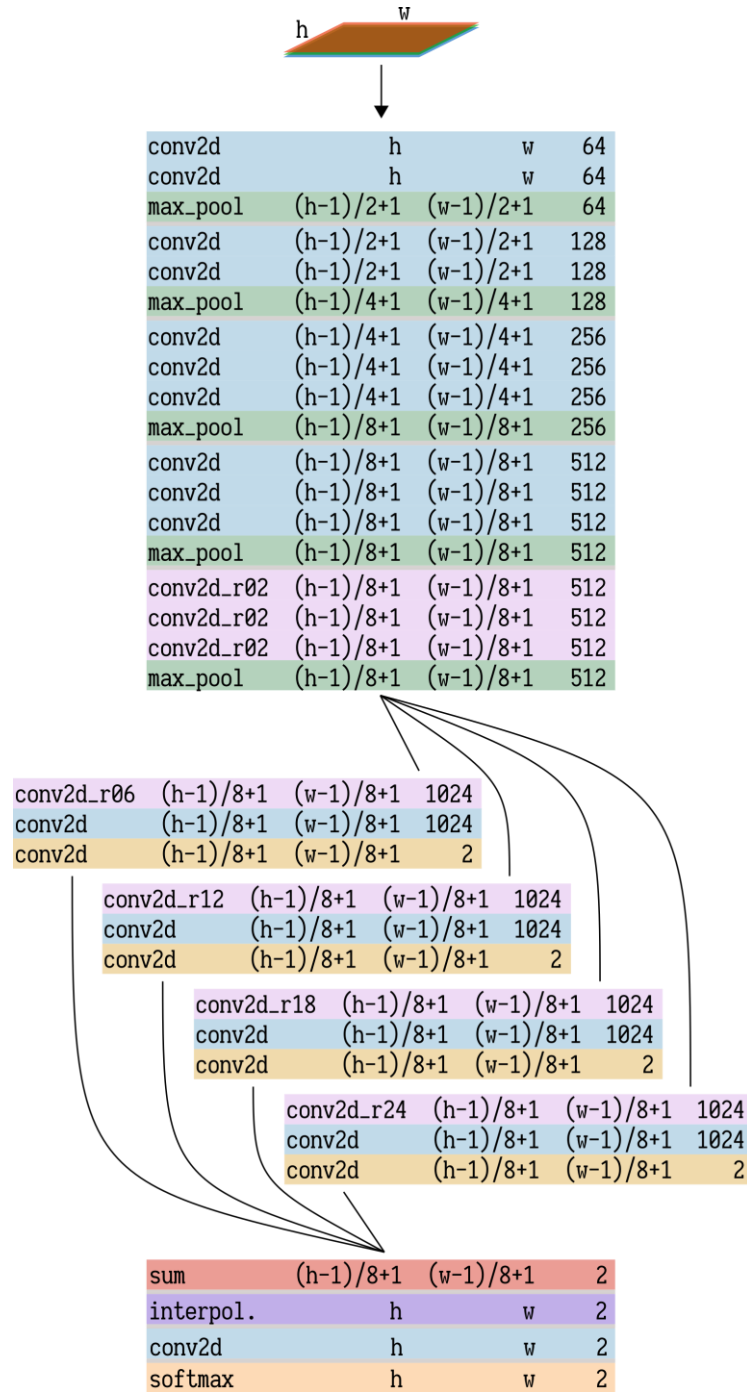 w
h
conv2d h w 64
conv2d h w 64
max_pool (h-1)/2+1 (w-1)/2+1 64
conv2d (h-1)/2+1 (w-1)/2+1 128
conv2d (h-1)/2+1 (w-1)/2+1 128
max_pool (h-1)/4+1 (w-1)/4+1 128
conv2d (h-1)/4+1 (w-1)/4+1 256
conv2d (h-1)/4+1 (w-1)/4+1 256
conv2d (h-1)/4+1 (w-1)/4+1 256
max_pool (h-1)/8+1 (w-1)/8+1 256
conv2d (h-1)/8+1 (w-1)/8+1 512
conv2d (h-1)/8+1 (w-1)/8+1 512
conv2d (h-1)/8+1 (w-1)/8+1 512
max_pool (h-1)/8+1 (w-1)/8+1 512
conv2d_r02 (h-1)/8+1 (w-1)/8+1 512
conv2d_r02 (h-1)/8+1 (w-1)/8+1 512
conv2d_r02 (h-1)/8+1 (w-1)/8+1 512
max_pool (h-1)/8+1 (w-1)/8+1 512
conv2d_r06 (h-1)/8+1 (w-1)/8+1 1024
conv2d (h-1)/8+1 (w-1)/8+1 1024
conv2d (h-1)/8+1 (w-1)/8+1 2
conv2d_r12 (h-1)/8+1 (w-1)/8+1 1024
conv2d (h-1)/8+1 (w-1)/8+1 1024
conv2d (h-1)/8+1 (w-1)/8+1 2
conv2d_r18 (h-1)/8+1 (w-1)/8+1 1024
conv2d (h-1)/8+1 (w-1)/8+1 1024
conv2d (h-1)/8+1 (w-1)/8+1 2
conv2d_r24 (h-1)/8+1 (w-1)/8+1 1024
conv2d (h-1)/8+1 (w-1)/8+1 1024
conv2d (h-1)/8+1 (w-1)/8+1 2
sum (h-1)/8+1 (w-1)/8+1 2
interpol. h w 2
conv2d h w 2
softmax h w 2